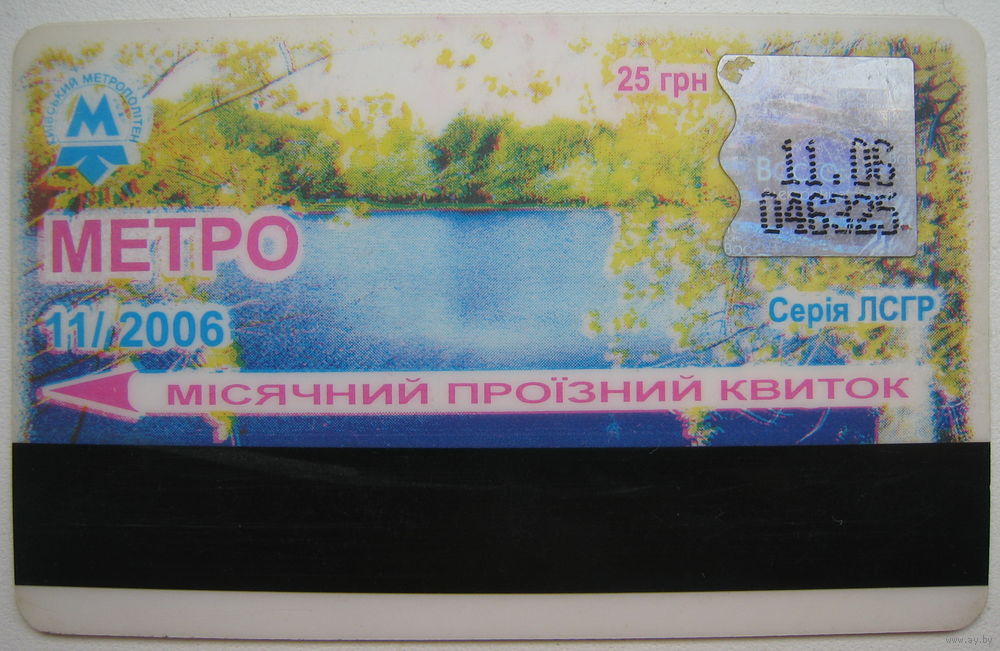 КИЇВСЬКИЙ МЕТРОПОЛІТЕН
М
25 грн
11.06
046325
МЕТРО
11// 2006
Серія ЛСГР
МІСЯЧНИЙ ПРОЇЗНИЙ КВИТОК
www.ay.by